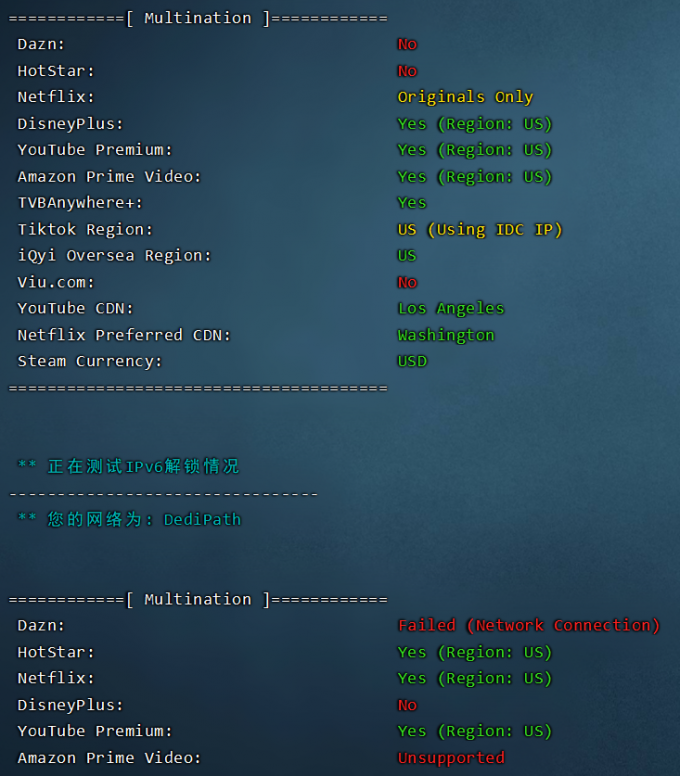 ============[ Multination ]============
Dazn: No
HotStar: No
Netflix: Originals Only
DisneyPlus: Yes (Region: US)
YouTube Premium: Yes (Region: US)
Amazon Prime Video: Yes (Region: US)
TVBAnywhere+: Yes
Tiktok Region: US (Using IDC IP)
iQyi Oversea Region: US
Viu.com: No
YouTube CDN: Los Angeles
Netflix Preferred CDN: Washington
Steam Currency: USD
=======================================
** 正在测试IPv6解锁情况
--------------------------------
** 您的网络为: DediPath
============[ Multination ]============
Dazn: Failed (Network Connection)
HotStar: Yes (Region: US)
Netflix: Yes (Region: US)
DisneyPlus: No
YouTube Premium: Yes (Region: US)
Amazon Prime Video: Unsupported